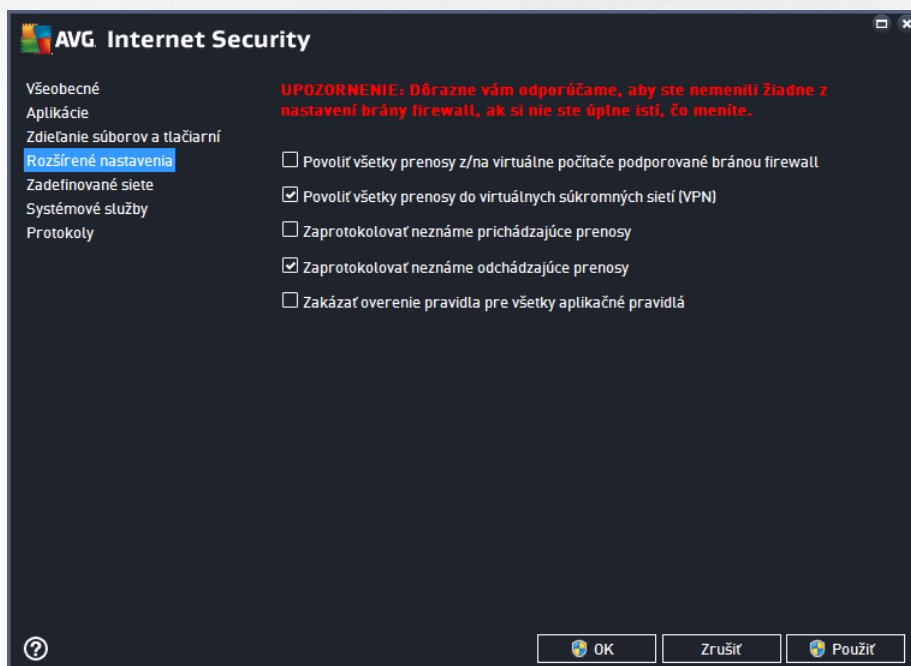 AVG Internet Security
Všeobecné
Aplikácie
Zdieľanie súborov a tlačiarní
Rozšírené nastavenia
Zadefinované siete
Systémové služby
Protokoly
UPOZORNENIE: Dôrazne vám odporúčame, aby ste nemenili žiadne z
nastavení brány firewall, ak si nie ste úplne istí, čo meníte.
Povoliť všetky prenosy z/na virtuálne počítače podporované bránou firewall
Povoliť všetky prenosy do virtuálnych súkromných sietí (VPN)
Zaprotokolovať neznáme prichádzajúce prenosy
Zaprotokolovať neznáme odchádzajúce prenosy
Zakázať overenie pravidla pre všetky aplikačné pravidlá
?
OK
Zrušiť
Použiť